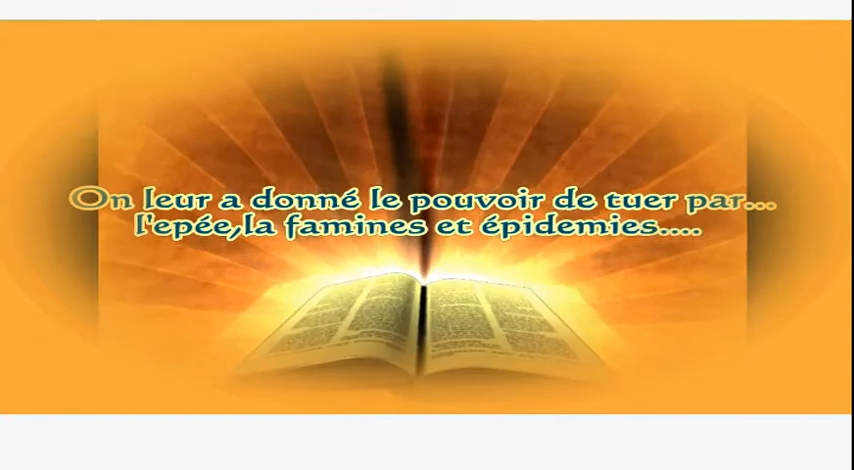 On leur a donné le pouvoir de tuer par...
l'epée,la famines et épidemies....